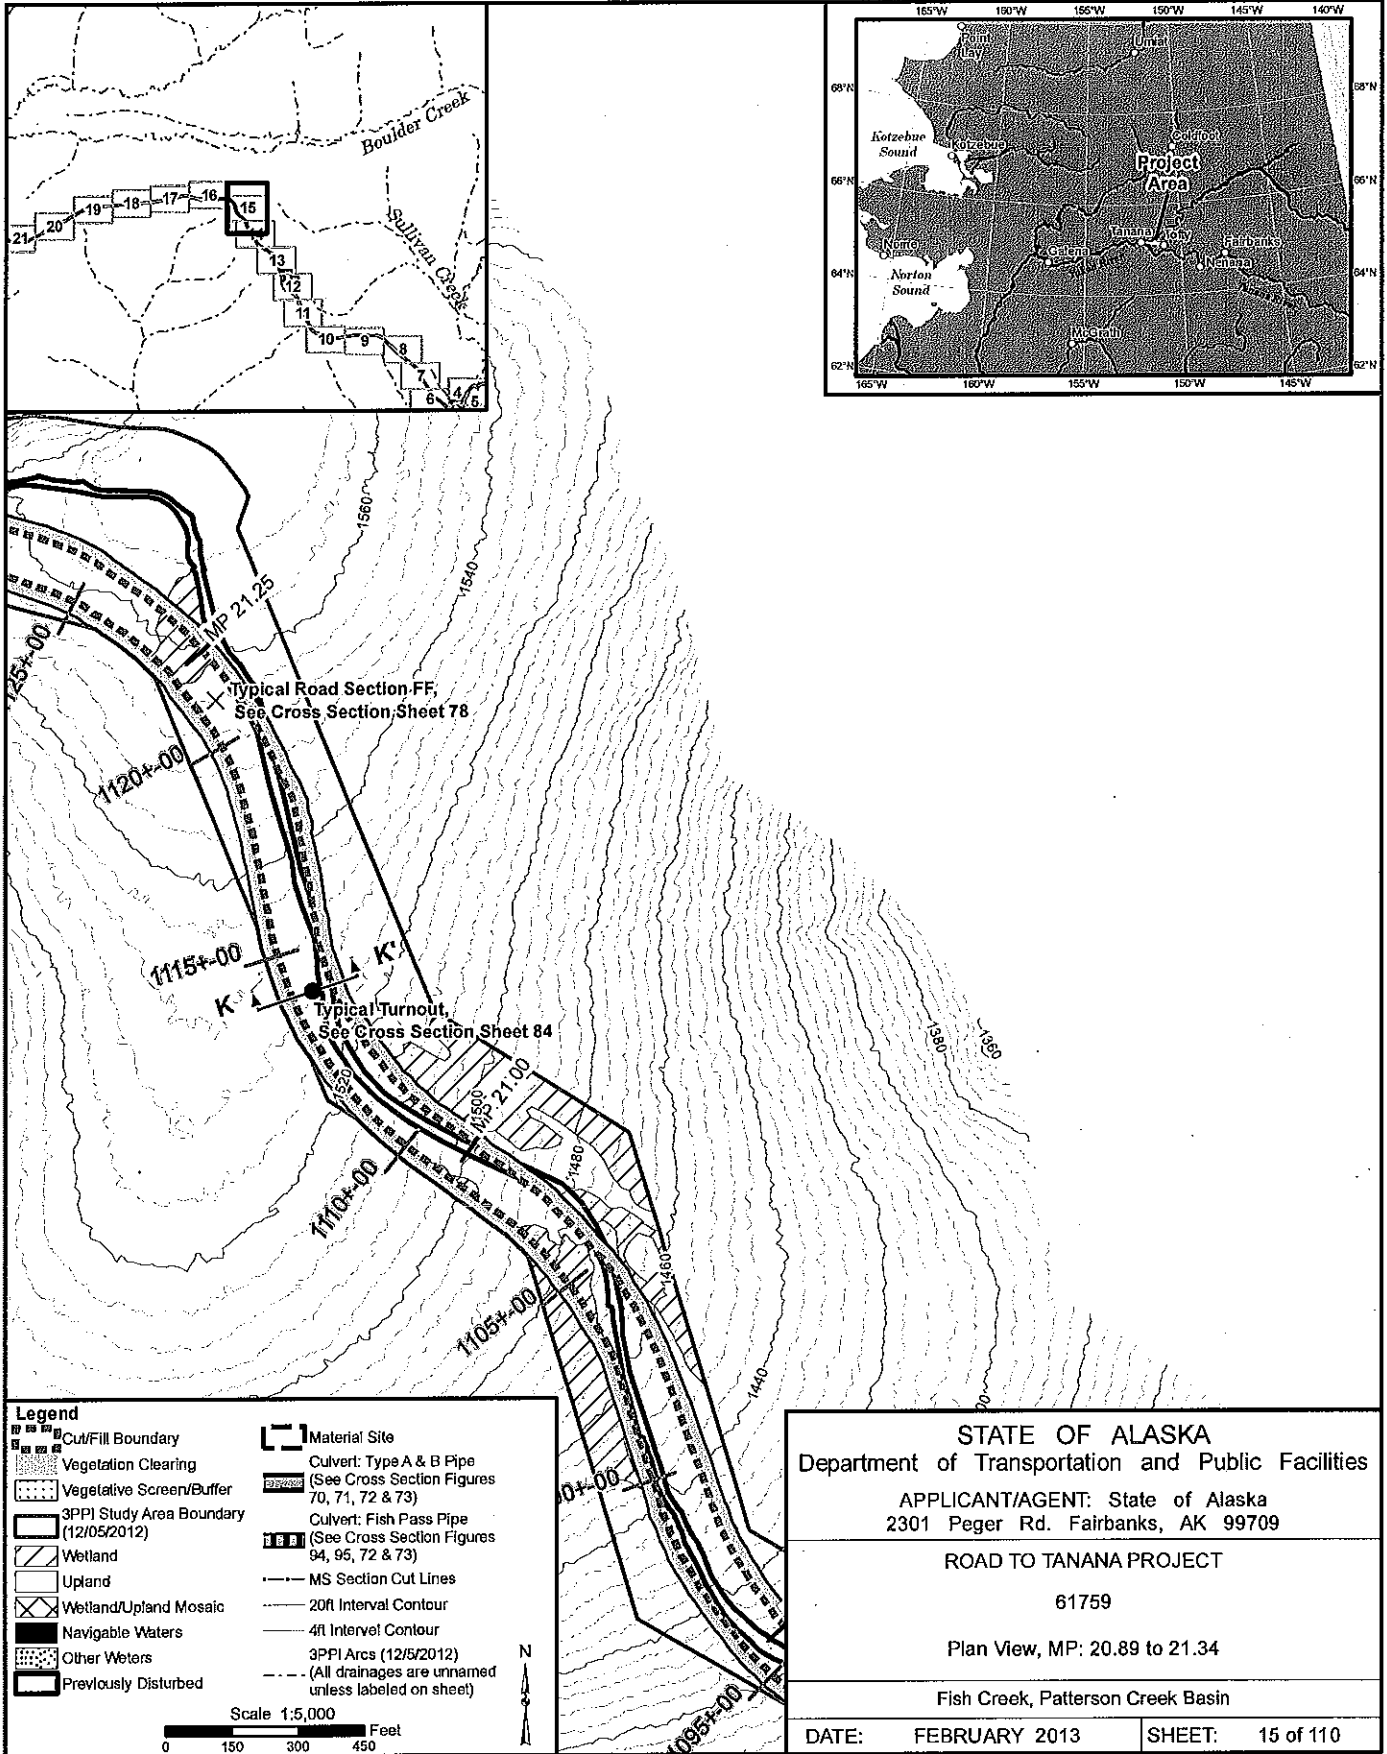 Boulder Creek
Sullivan Creek
21
20
19
18
17
16
15
13
12
11
10
9
8
7
6
4
5
165°W
160°W
155°W
150°W
145°W
140°W
68°N
66°N
64°N
62°N
68°N
66°N
64°N
62°N
165°W
160°W
155°W
150°W
145°W
Point Lay
Umiat
Kotzebue Sound
Kotzebue
Coldfoot
Project Area
Tanana
Tofty
Fairbanks
Galena
Nenana
Nome
Norton Sound
McGrath
1560
1540
MP 21.25
Typical Road Section FF,
See Cross Section Sheet 78
1120+-00
1115+-00
K
K'
Typical Turnout,
See Cross Section Sheet 84
1520
1500
MP 21.00
1480
1380
1360
1110+-00
1460
1105+-00
1440
1095+-00
Legend
Cut/Fill Boundary
Vegetation Clearing
Vegetative Screen/Buffer
3PPI Study Area Boundary
(12/05/2012)
Wetland
Upland
Wetland/Upland Mosaic
Navigable Waters
Other Waters
Previously Disturbed
Material Site
Culvert: Type A & B Pipe
(See Cross Section Figures
70, 71, 72 & 73)
Culvert: Fish Pass Pipe
(See Cross Section Figures
94, 95, 72 & 73)
MS Section Cut Lines
20ft Interval Contour
4ft Interval Contour
3PPI Arcs (12/5/2012)
(All drainages are unnamed
unless labeled on sheet)
N
Scale 1:5,000
Feet
0 150 300 450
STATE OF ALASKA
Department of Transportation and Public Facilities
APPLICANT/AGENT: State of Alaska
2301 Peger Rd. Fairbanks, AK 99709
ROAD TO TANANA PROJECT
61759
Plan View, MP: 20.89 to 21.34
Fish Creek, Patterson Creek Basin
DATE: FEBRUARY 2013 SHEET: 15 of 110